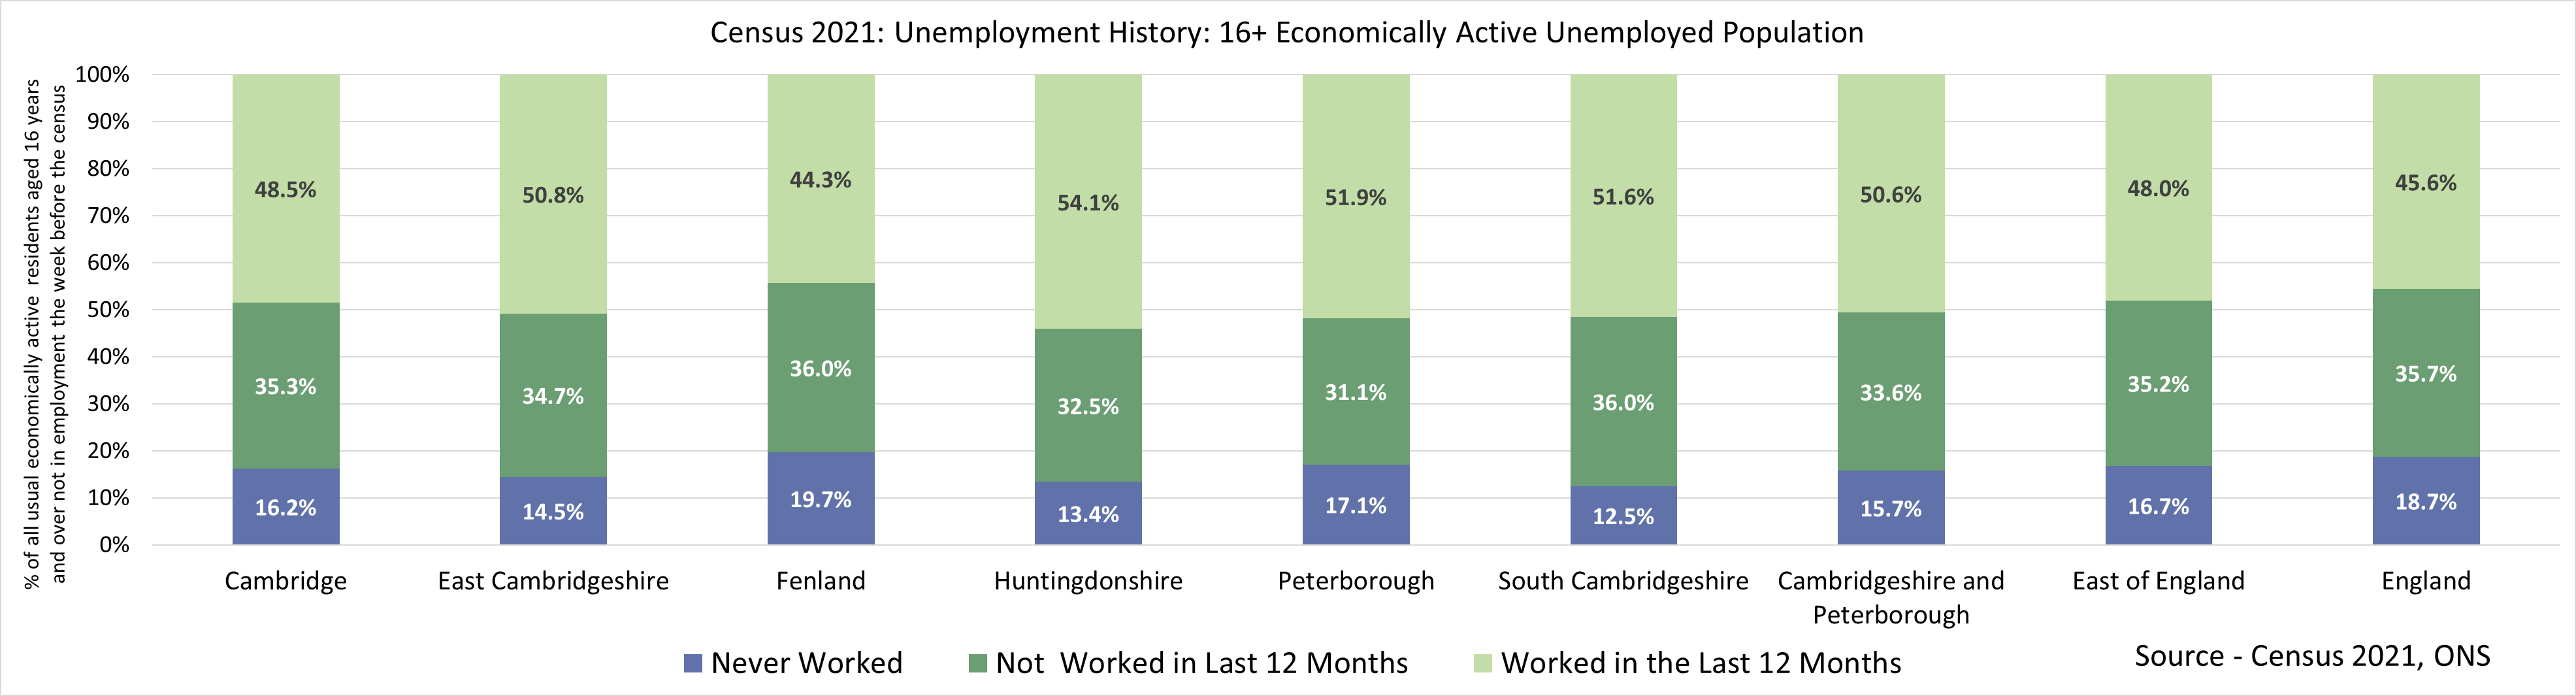 Census 2021: Unemployment History: 16+ Economically Active Unemployed Population
% of all usual economically active residents aged 16 years
and over not in employment the week before the census
100%
90%
80%
70%
60%
50%
40%
30%
20%
10%
0%
48.5% 50.8% 44.3% 54.1% 51.9% 51.6% 50.6% 48.0% 45.6%
35.3% 34.7% 36.0% 32.5% 31.1% 36.0% 33.6% 35.2% 35.7%
16.2% 14.5% 19.7% 13.4% 17.1% 12.5% 15.7% 16.7% 18.7%
Cambridge East Cambridgeshire Fenland Huntingdonshire Peterborough South Cambridgeshire Cambridgeshire and East of England England
Peterborough
Never Worked Not Worked in Last 12 Months Worked in the Last 12 Months
Source - Census 2021, ONS